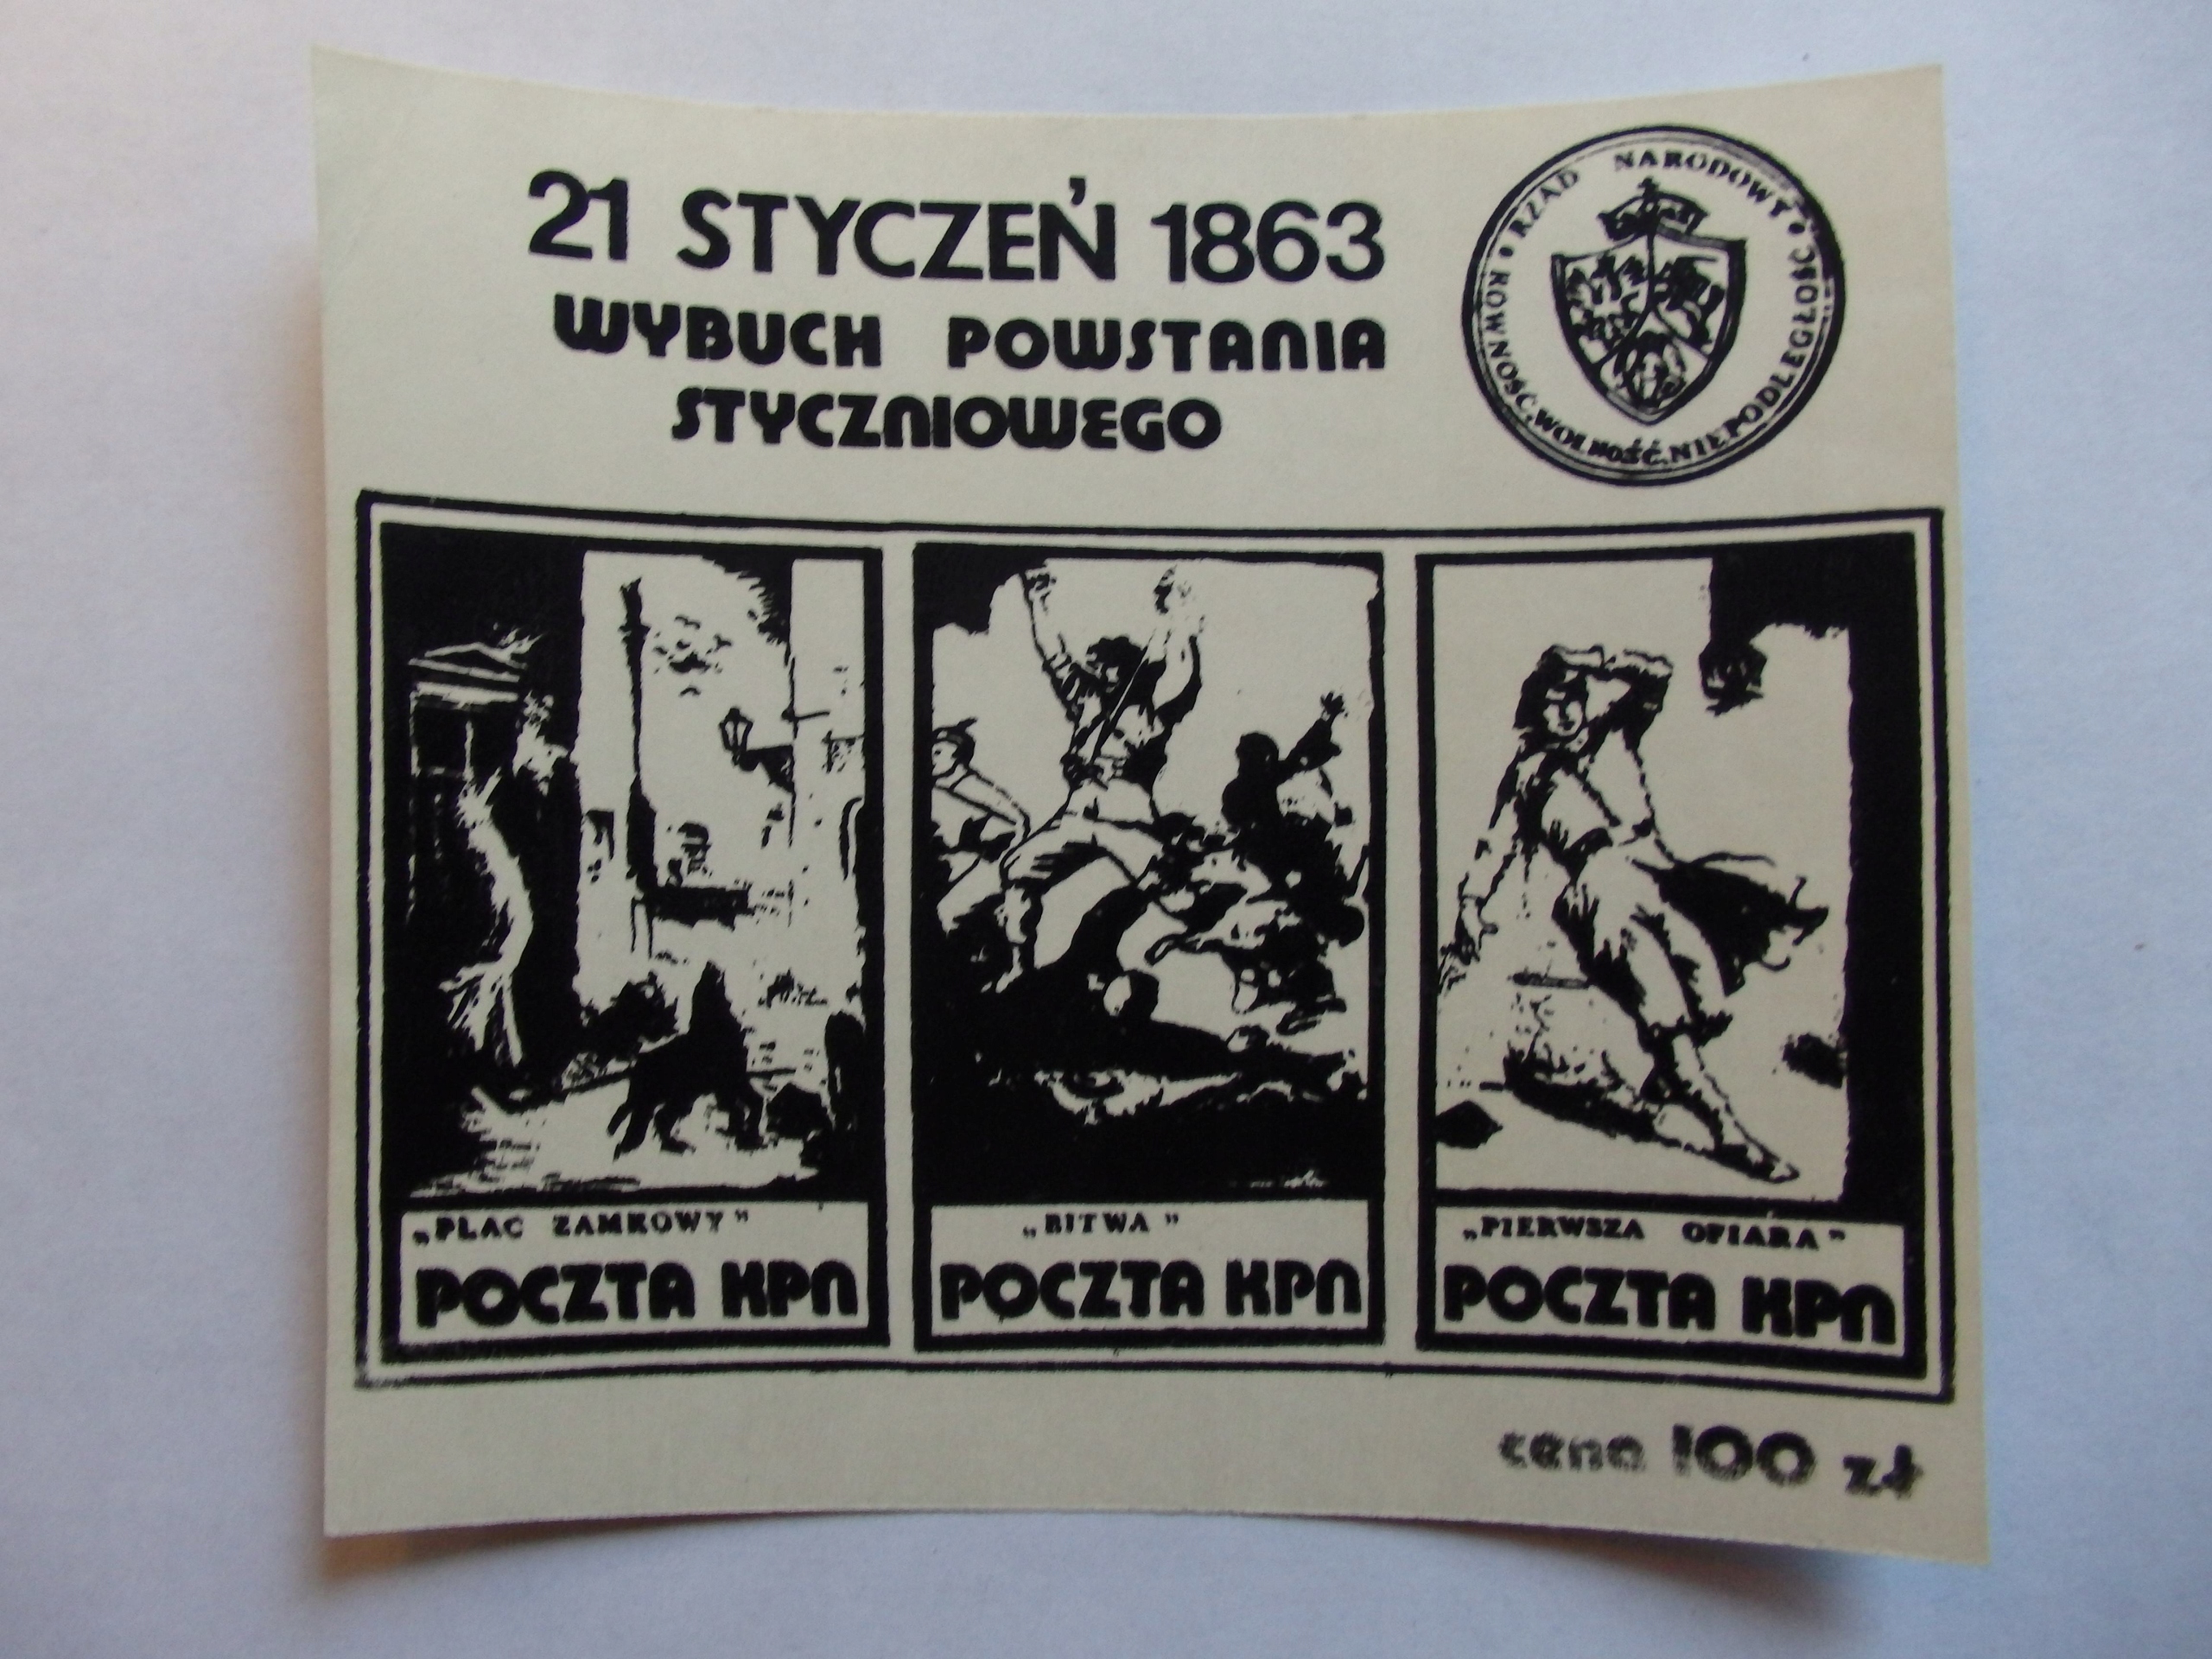 21 STYCZEŃ 1863
WYBUCH POWSTANIA
STYCZNIOWEGO
• RZĄD NARODOWY •
RÓWNOŚĆ. WOLNOŚĆ. NIEPODLEGŁOŚĆ
„PLAC ZAMKOWY”
POCZTA KPN
„BITWA”
POCZTA KPN
„PIERWSZA OFIARA”
POCZTA KPN
cena 100 zł